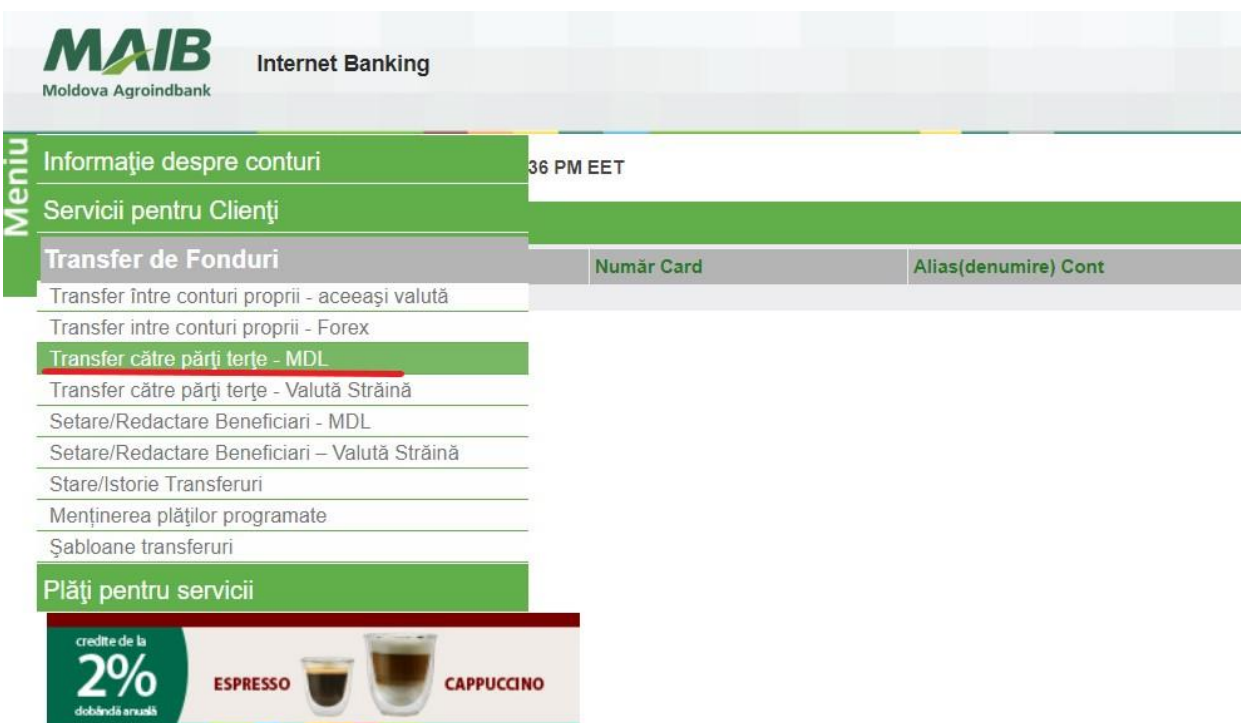 MAIB
Moldova Agroindbank
Internet Banking
Meniu
Informaţie despre conturi
36 PM EET
Servicii pentru Clienţi
Transfer de Fonduri
Număr Card
Alias(denumire) Cont
Transfer între conturi proprii - aceeaşi valută
Transfer intre conturi proprii - Forex
Transfer către părţi terţe - MDL
Transfer către părţi terţe - Valută Străină
Setare/Redactare Beneficiari - MDL
Setare/Redactare Beneficiari – Valută Străină
Stare/Istorie Transferuri
Menținerea plăţilor programate
Şabloane transferuri
Plăţi pentru servicii
credite de la
2%
dobândă anuală
ESPRESSO
CAPPUCCINO